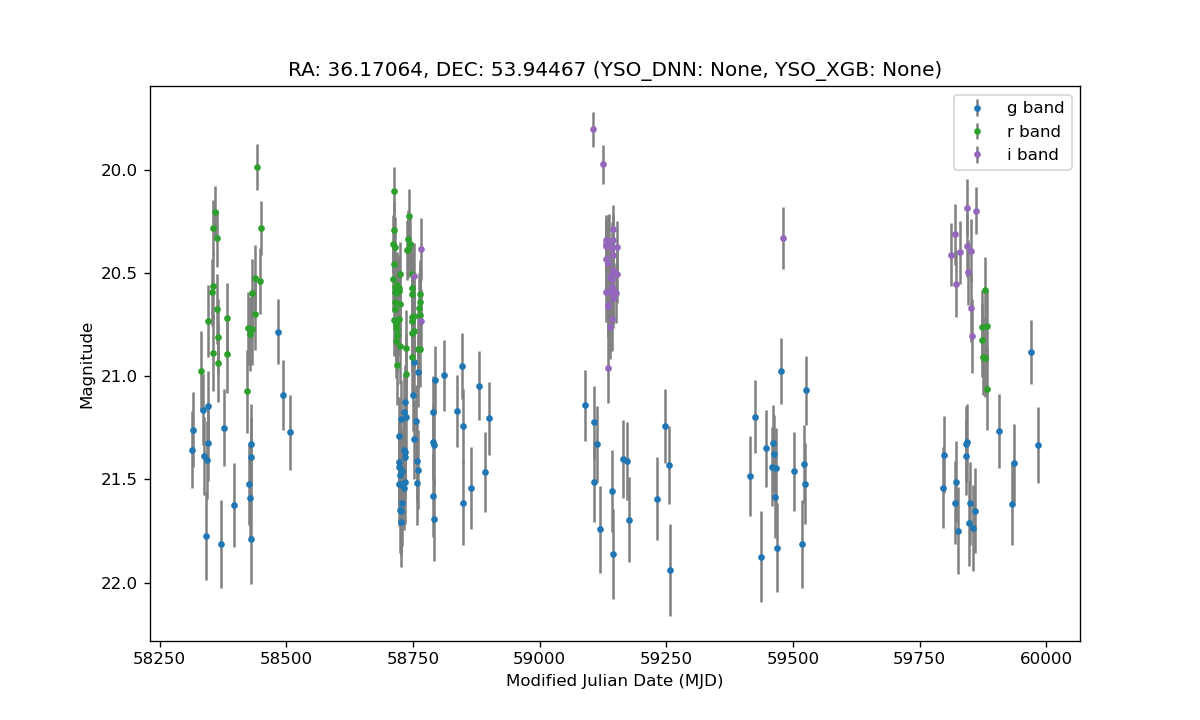 RA: 36.17064, DEC: 53.94467 (YSO_DNN: None, YSO_XGB: None)
g band
r band
i band
20.0
20.5
21.0
21.5
22.0
Magnitude
58250 58500 58750 59000 59250 59500 59750 60000
Modified Julian Date (MJD)